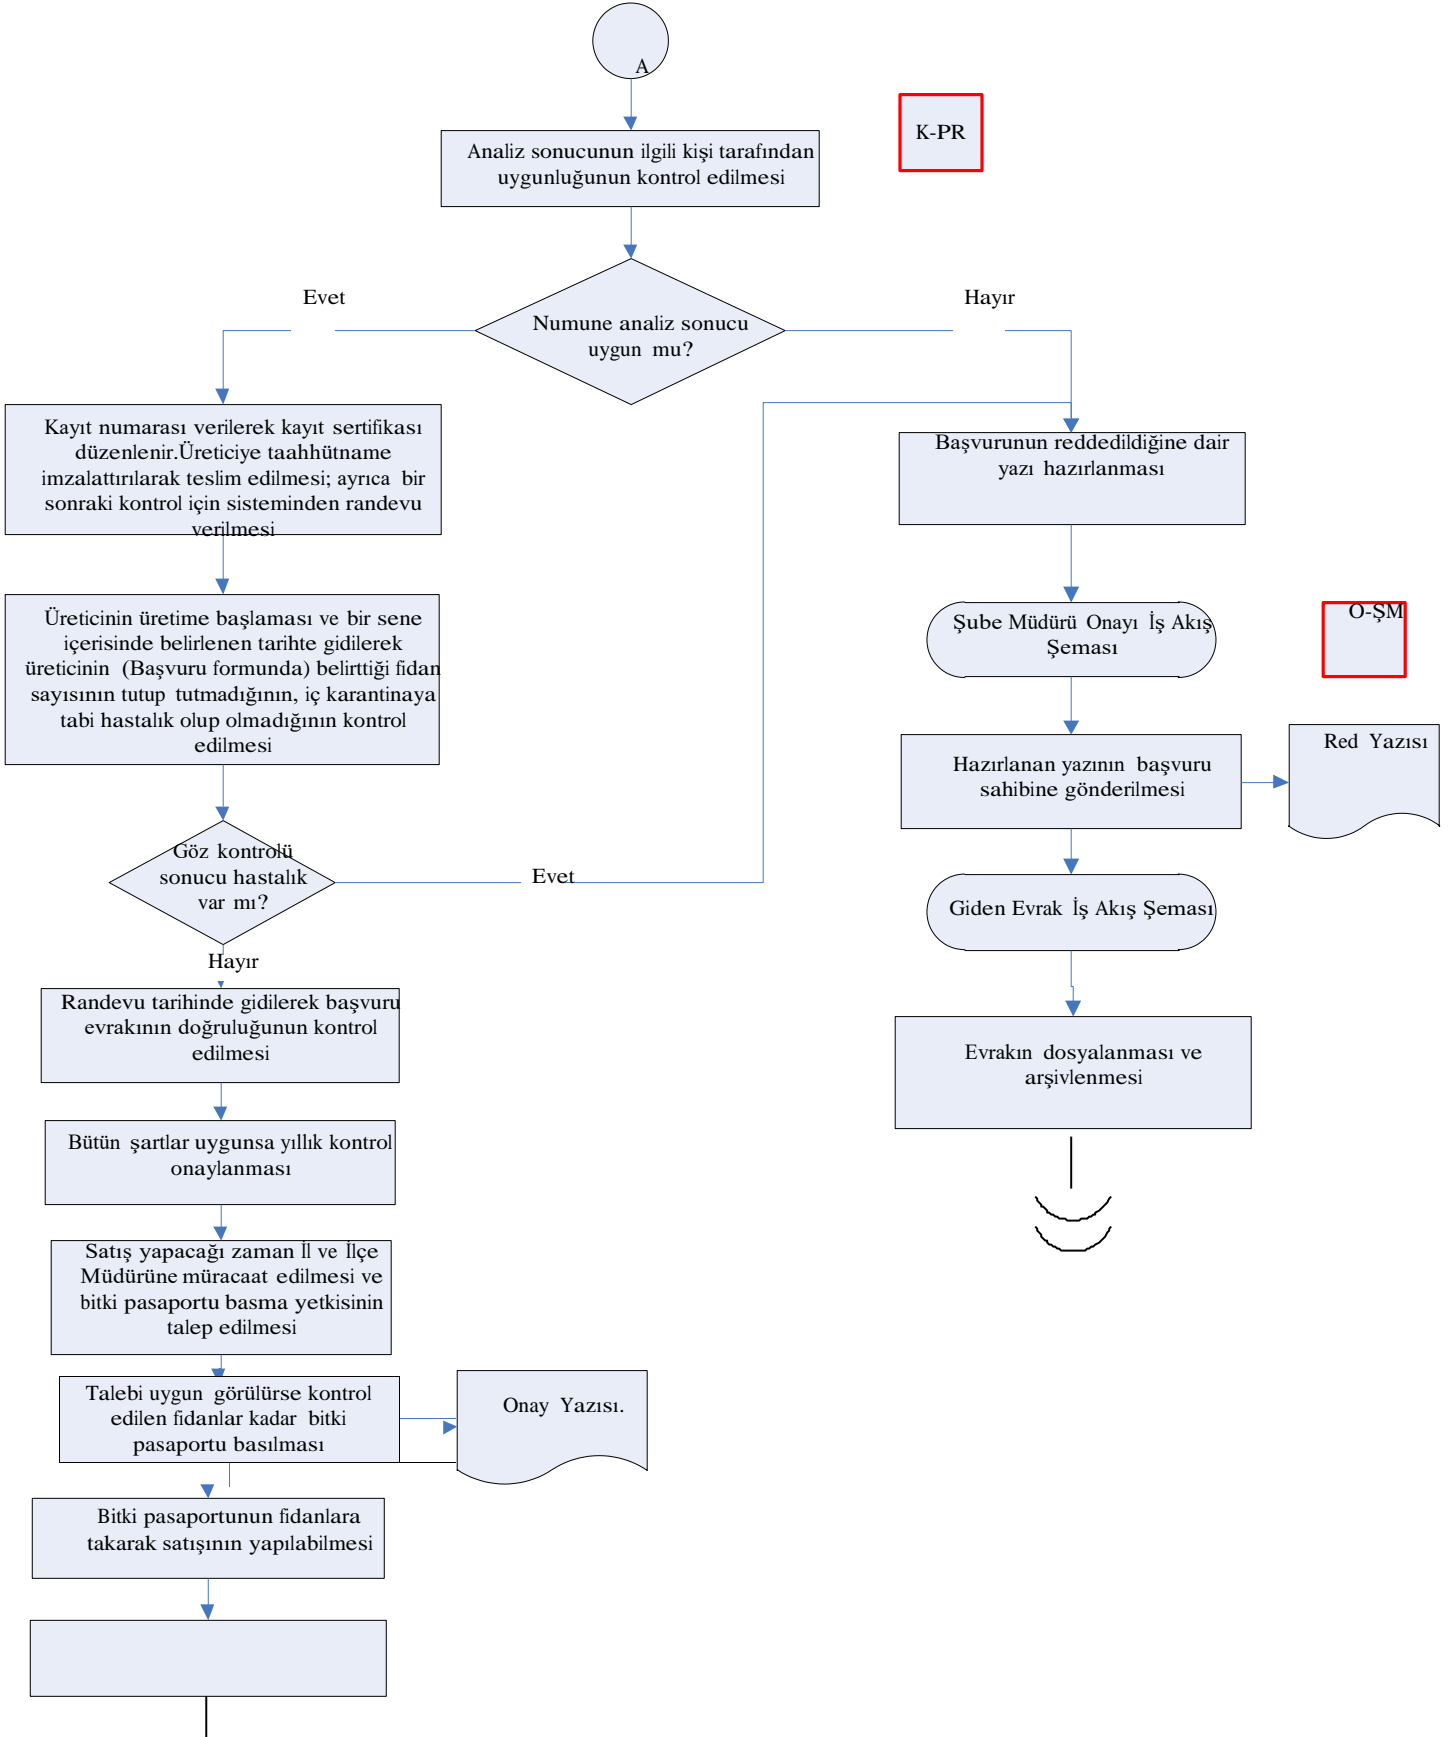 A
K-PR
Analiz sonucunun ilgili kişi tarafından
uygunluğunun kontrol edilmesi
Evet
Hayır
Numune analiz sonucu
uygun mu?
Kayıt numarası verilerek kayıt sertifikası
düzenlenir.Üreticiye taahhütname
imzalattırılarak teslim edilmesi; ayrıca bir
sonraki kontrol için sisteminden randevu
verilmesi
Başvurunun reddedildiğine dair
yazı hazırlanması
Üreticinin üretime başlaması ve bir sene
içerisinde belirlenen tarihte gidilerek
üreticinin (Başvuru formunda) belirttiği fidan
sayısının tutup tutmadığının, iç karantinaya
tabi hastalık olup olmadığının kontrol
edilmesi
Şube Müdürü Onayı İş Akış
Şeması
O-ŞM
Hazırlanan yazının başvuru
sahibine gönderilmesi
Red Yazısı
Göz kontrolü
sonucu hastalık
var mı?
Evet
Giden Evrak İş Akış Şeması
Hayır
Randevu tarihinde gidilerek başvuru
evrakının doğruluğunun kontrol
edilmesi
Evrakın dosyalanması ve
arşivlenmesi
Bütün şartlar uygunsa yıllık kontrol
onaylanması
Satış yapacağı zaman İl ve İlçe
Müdürüne müracaat edilmesi ve
bitki pasaportu basma yetkisinin
talep edilmesi
Talebi uygun görülürse kontrol
edilen fidanlar kadar bitki
pasaportu basılması
Onay Yazısı.
Bitki pasaportunun fidanlara
takarak satışının yapılabilmesi